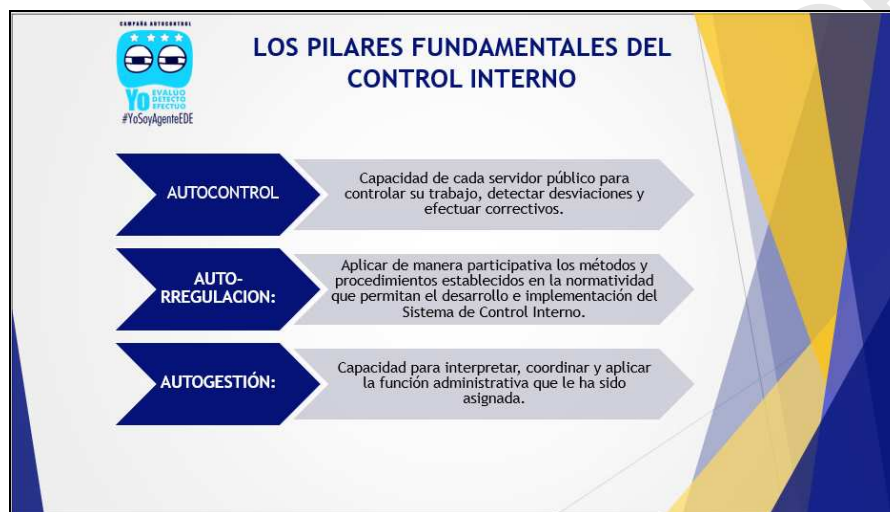 CAMPAÑA AUTOCONTROL
Yo EVALÚO
DETECTO
EFECTUO
#YoSoyAgenteEDE
LOS PILARES FUNDAMENTALES DEL
CONTROL INTERNO
AUTOCONTROL
Capacidad de cada servidor público para
controlar su trabajo, detectar desviaciones y
efectuar correctivos.
AUTO-
RREGULACION:
Aplicar de manera participativa los métodos y
procedimientos establecidos en la normatividad
que permitan el desarrollo e implementación del
Sistema de Control Interno.
AUTOGESTIÓN:
Capacidad para interpretar, coordinar y aplicar
la función administrativa que le ha sido
asignada.